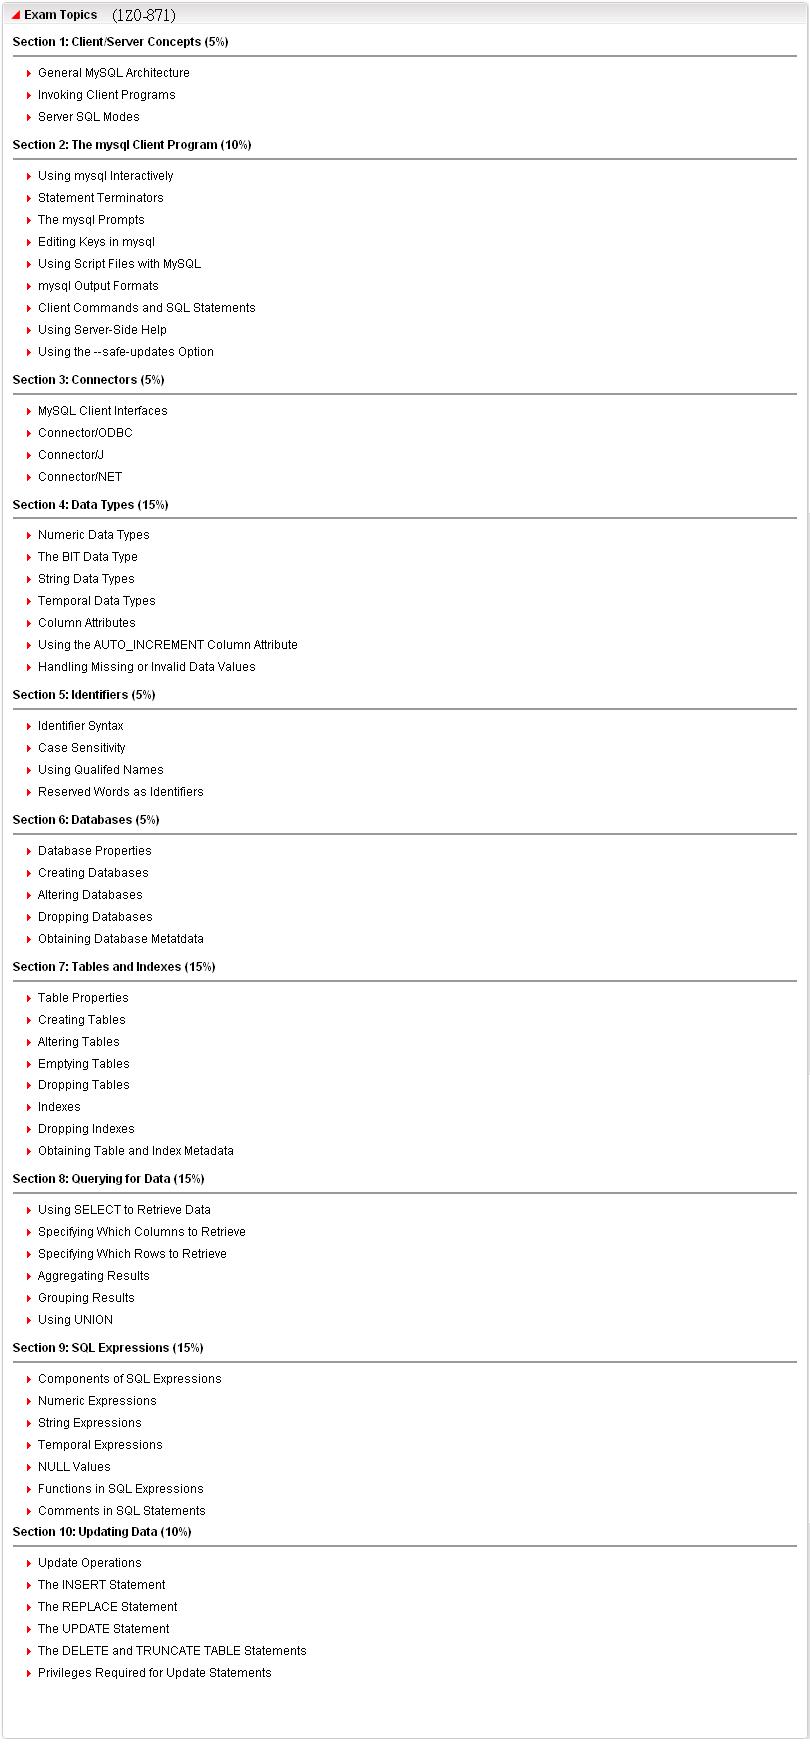 Exam Topics (1Z0-871)
Section 1: Client/Server Concepts (5%)
General MySQL Architecture
Invoking Client Programs
Server SQL Modes
Section 2: The mysql Client Program (10%)
Using mysql Interactively
Statement Terminators
The mysql Prompts
Editing Keys in mysql
Using Script Files with MySQL
mysql Output Formats
Client Commands and SQL Statements
Using Server-Side Help
Using the --safe-updates Option
Section 3: Connectors (5%)
MySQL Client Interfaces
Connector/ODBC
Connector/J
Connector/NET
Section 4: Data Types (15%)
Numeric Data Types
The BIT Data Type
String Data Types
Temporal Data Types
Column Attributes
Using the AUTO_INCREMENT Column Attribute
Handling Missing or Invalid Data Values
Section 5: Identifiers (5%)
Identifier Syntax
Case Sensitivity
Using Qualifed Names
Reserved Words as Identifiers
Section 6: Databases (5%)
Database Properties
Creating Databases
Altering Databases
Dropping Databases
Obtaining Database Metatdata
Section 7: Tables and Indexes (15%)
Table Properties
Creating Tables
Altering Tables
Emptying Tables
Dropping Tables
Indexes
Dropping Indexes
Obtaining Table and Index Metadata
Section 8: Querying for Data (15%)
Using SELECT to Retrieve Data
Specifying Which Columns to Retrieve
Specifying Which Rows to Retrieve
Aggregating Results
Grouping Results
Using UNION
Section 9: SQL Expressions (15%)
Components of SQL Expressions
Numeric Expressions
String Expressions
Temporal Expressions
NULL Values
Functions in SQL Expressions
Comments in SQL Statements
Section 10: Updating Data (10%)
Update Operations
The INSERT Statement
The REPLACE Statement
The UPDATE Statement
The DELETE and TRUNCATE TABLE Statements
Privileges Required for Update Statements